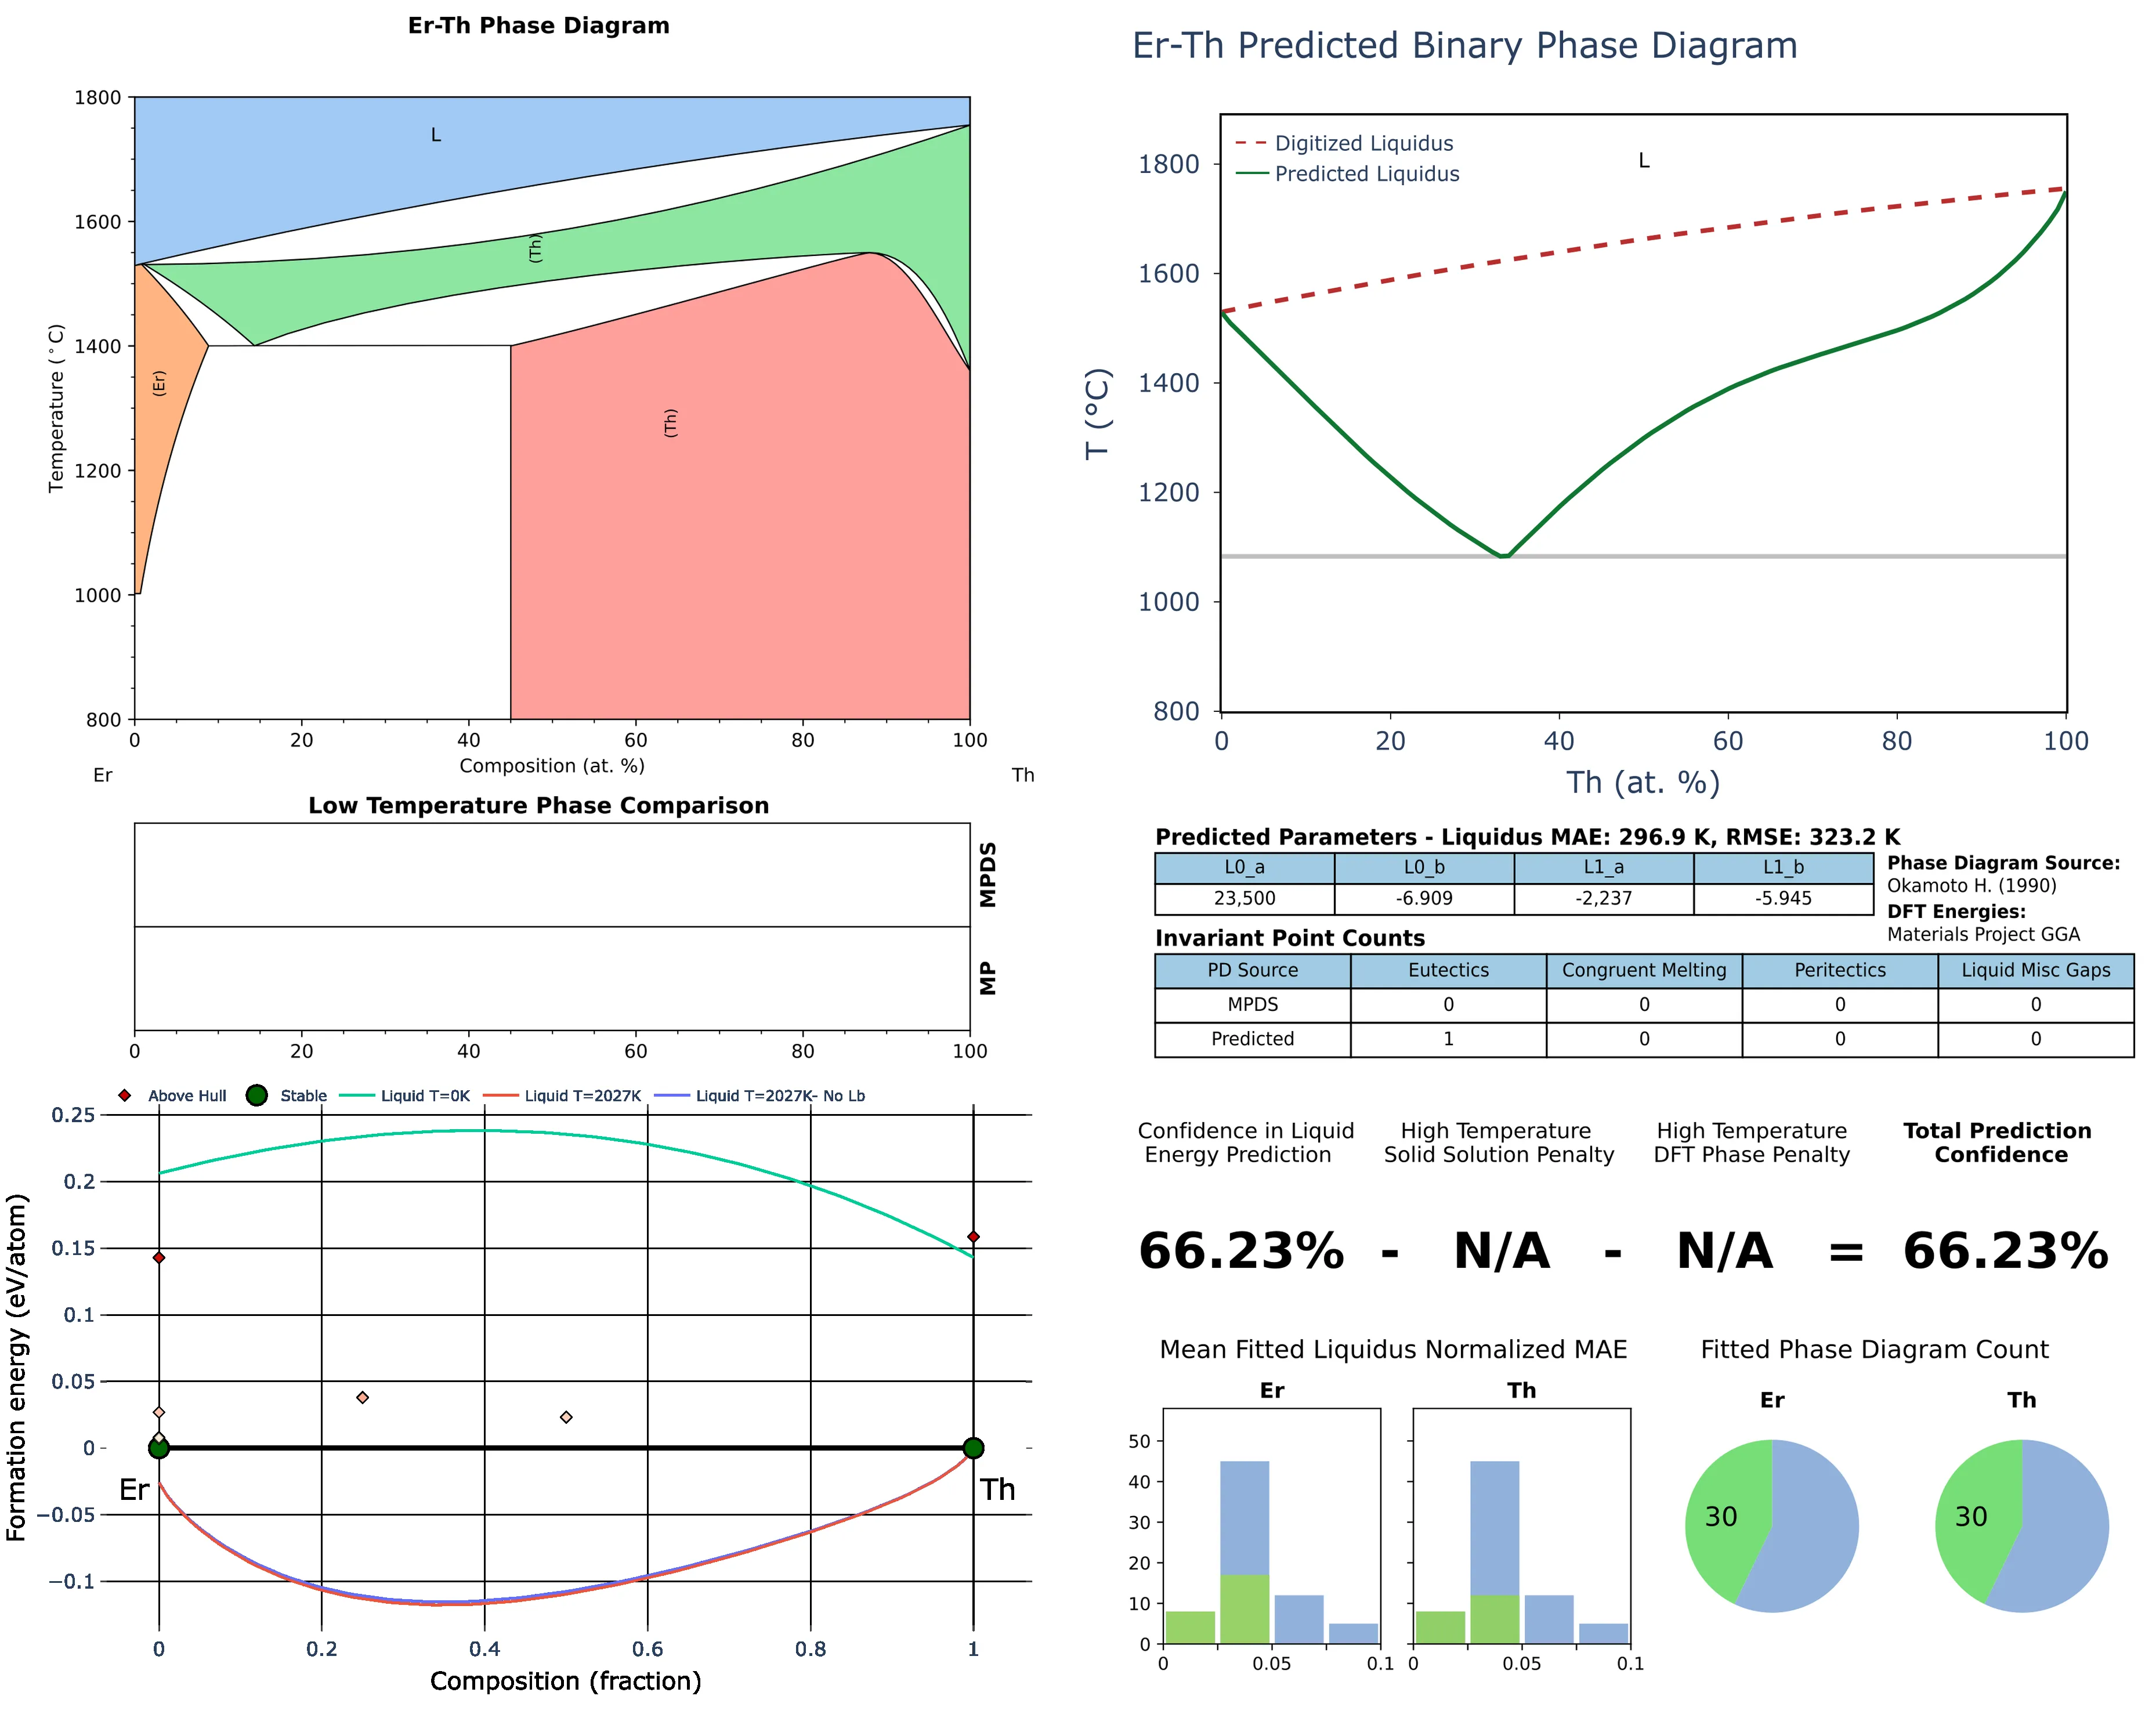 Er-Th Phase Diagram
1800
1600
1400
1200
1000
800
Temperature (°C)
L
(Th)
(Er)
(Th)
0 20 40 60 80 100
Er Composition (at. %) Th
Er-Th Predicted Binary Phase Diagram
Digitized Liquidus
Predicted Liquidus
L
1800
1600
1400
1200
1000
800
T (°C)
0 20 40 60 80 100
Th (at. %)
Low Temperature Phase Comparison
MPDS
MP
0 20 40 60 80 100
Predicted Parameters - Liquidus MAE: 296.9 K, RMSE: 323.2 K
L0_a L0_b L1_a L1_b
23,500 -6.909 -2,237 -5.945
Phase Diagram Source:
Okamoto H. (1990)
DFT Energies:
Materials Project GGA
Invariant Point Counts
PD Source Eutectics Congruent Melting Peritectics Liquid Misc Gaps
MPDS 0 0 0 0
Predicted 1 0 0 0
Above Hull Stable Liquid T=0K Liquid T=2027K Liquid T=2027K- No Lb
0.25
0.2
0.15
0.1
0.05
0
−0.05
−0.1
Formation energy (eV/atom)
Er Th
0 0.2 0.4 0.6 0.8 1
Composition (fraction)
Confidence in Liquid
Energy Prediction
High Temperature
Solid Solution Penalty
High Temperature
DFT Phase Penalty
Total Prediction
Confidence
66.23% - N/A - N/A = 66.23%
Mean Fitted Liquidus Normalized MAE
Er Th
50
40
30
20
10
0
0 0.05 0.1 0 0.05 0.1
Fitted Phase Diagram Count
Er Th
30 30